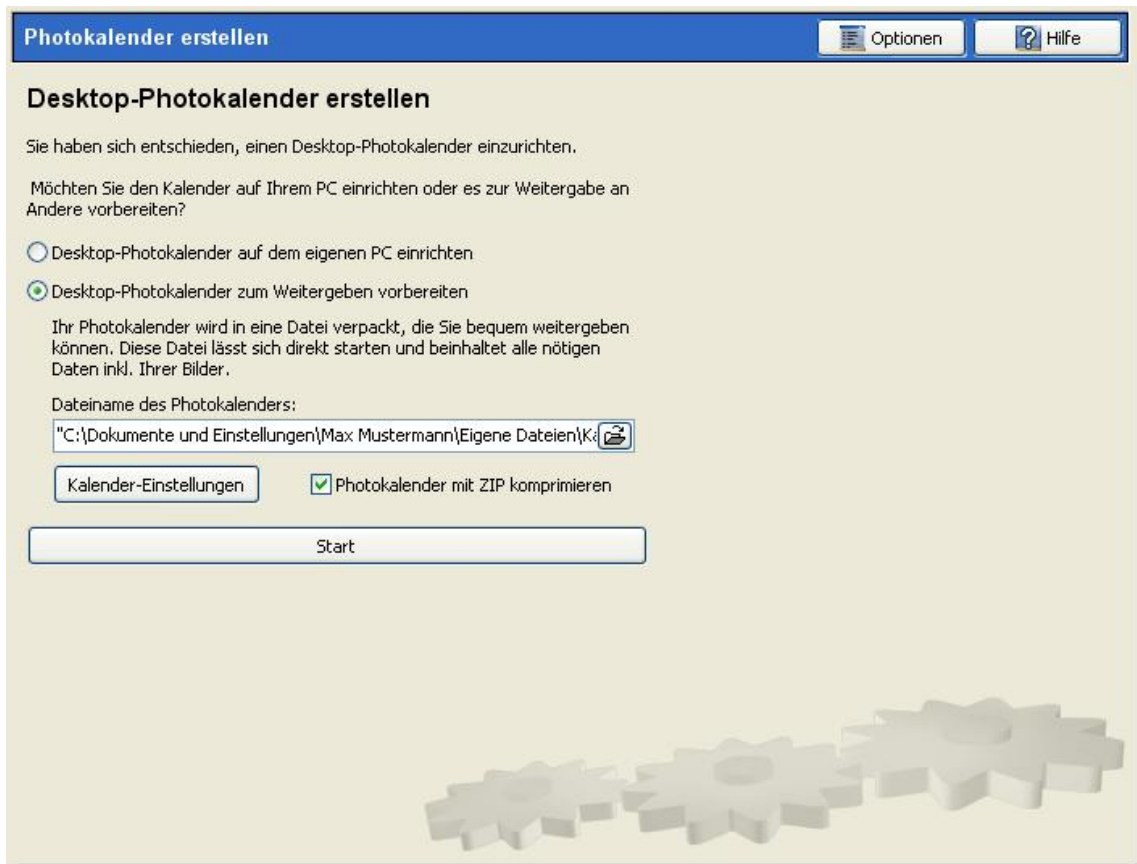 Photokalender erstellen
Optionen
Hilfe
Desktop-Photokalender erstellen
Sie haben sich entschieden, einen Desktop-Photokalender einzurichten.
Möchten Sie den Kalender auf Ihrem PC einrichten oder es zur Weitergabe an
Andere vorbereiten?
Desktop-Photokalender auf dem eigenen PC einrichten
Desktop-Photokalender zum Weitergeben vorbereiten
Ihr Photokalender wird in eine Datei verpackt, die Sie bequem weitergeben
können. Diese Datei lässt sich direkt starten und beinhaltet alle nötigen
Daten inkl. Ihrer Bilder.
Dateiname des Photokalenders:
"C:\Dokumente und Einstellungen\Max Mustermann\Eigene Dateien\Ka
Kalender-Einstellungen
Photokalender mit ZIP komprimieren
Start